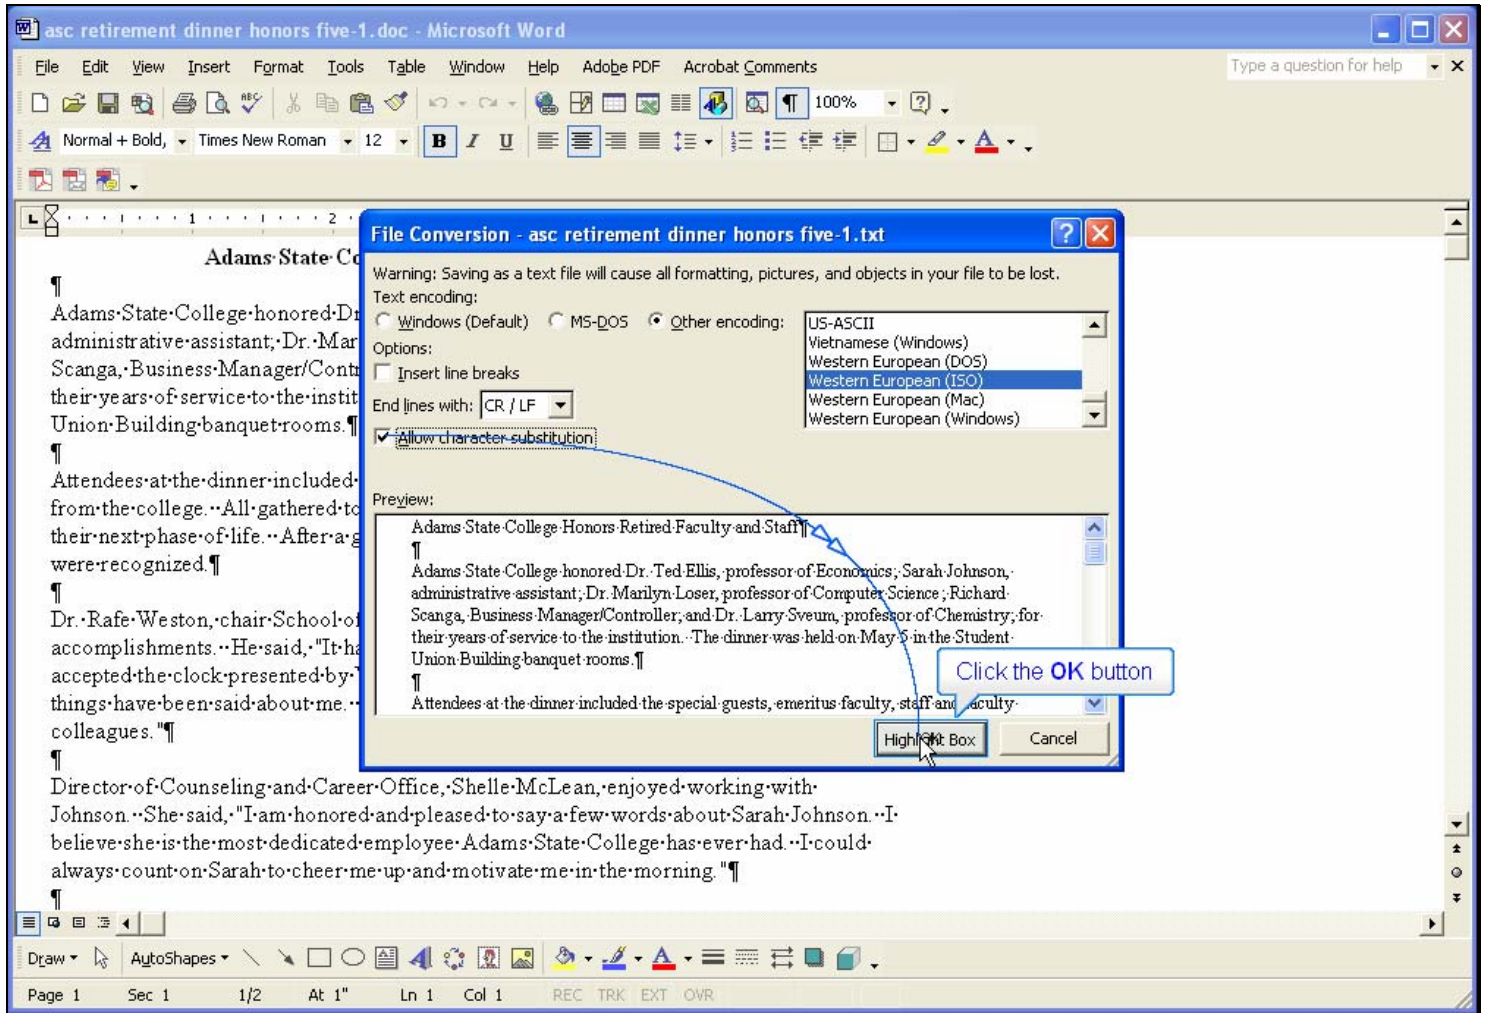 asc retirement dinner honors five-1.doc - Microsoft Word
File Edit View Insert Format Tools Table Window Help Adobe PDF Acrobat Comments
Type a question for help
100%
Normal + Bold, Times New Roman 12 B I U
1 2
Adams·State·Co
¶
Adams·State·College·honored·Dr
administrative·assistant;·Dr.·Mar
Scanga,·Business·Manager/Contr
their·years·of·service·to·the·instit
Union·Building·banquet·rooms.¶
¶
Attendees·at·the·dinner·included·
from·the·college.··All·gathered·to
their·next·phase·of·life.··After·a·g
were·recognized.¶
¶
Dr.·Rafe·Weston,·chair·School·of
accomplishments.··He·said,·"It·ha
accepted·the·clock·presented·by·
things·have·been·said·about·me.··
colleagues."¶
¶
Director·of·Counseling·and·Career·Office,·Shelle·McLean,·enjoyed·working·with·
Johnson.··She·said,·"I·am·honored·and·pleased·to·say·a·few·words·about·Sarah·Johnson.··I·
believe·she·is·the·most·dedicated·employee·Adams·State·College·has·ever·had.··I·could·
always·count·on·Sarah·to·cheer·me·up·and·motivate·me·in·the·morning."¶
¶
File Conversion - asc retirement dinner honors five-1.txt
Warning: Saving as a text file will cause all formatting, pictures, and objects in your file to be lost.
Text encoding:
Windows (Default) MS-DOS Other encoding:
US-ASCII
Vietnamese (Windows)
Western European (DOS)
Western European (ISO)
Western European (Mac)
Western European (Windows)
Options:
Insert line breaks
End lines with: CR / LF
Allow character substitution
Preview:
Adams·State·College·Honors·Retired·Faculty·and·Staff¶
¶
Adams·State·College·honored·Dr.·Ted·Ellis,·professor·of·Economics;·Sarah·Johnson,·
administrative·assistant;·Dr.·Marilyn·Loser,·professor·of·Computer·Science;·Richard·
Scanga,·Business·Manager/Controller;·and·Dr.·Larry·Sveum,·professor·of·Chemistry;·for·
their·years·of·service·to·the·institution.··The·dinner·was·held·on·May·5·in·the·Student·
Union·Building·banquet·rooms.¶
¶
Attendees·at·the·dinner·included·the·special·guests,·emeritus·faculty,·staff·and·faculty·
Click the OK button
Highlight Box
OK
Cancel
Draw AutoShapes
Page 1 Sec 1 1/2 At 1" Ln 1 Col 1 REC TRK EXT OVR